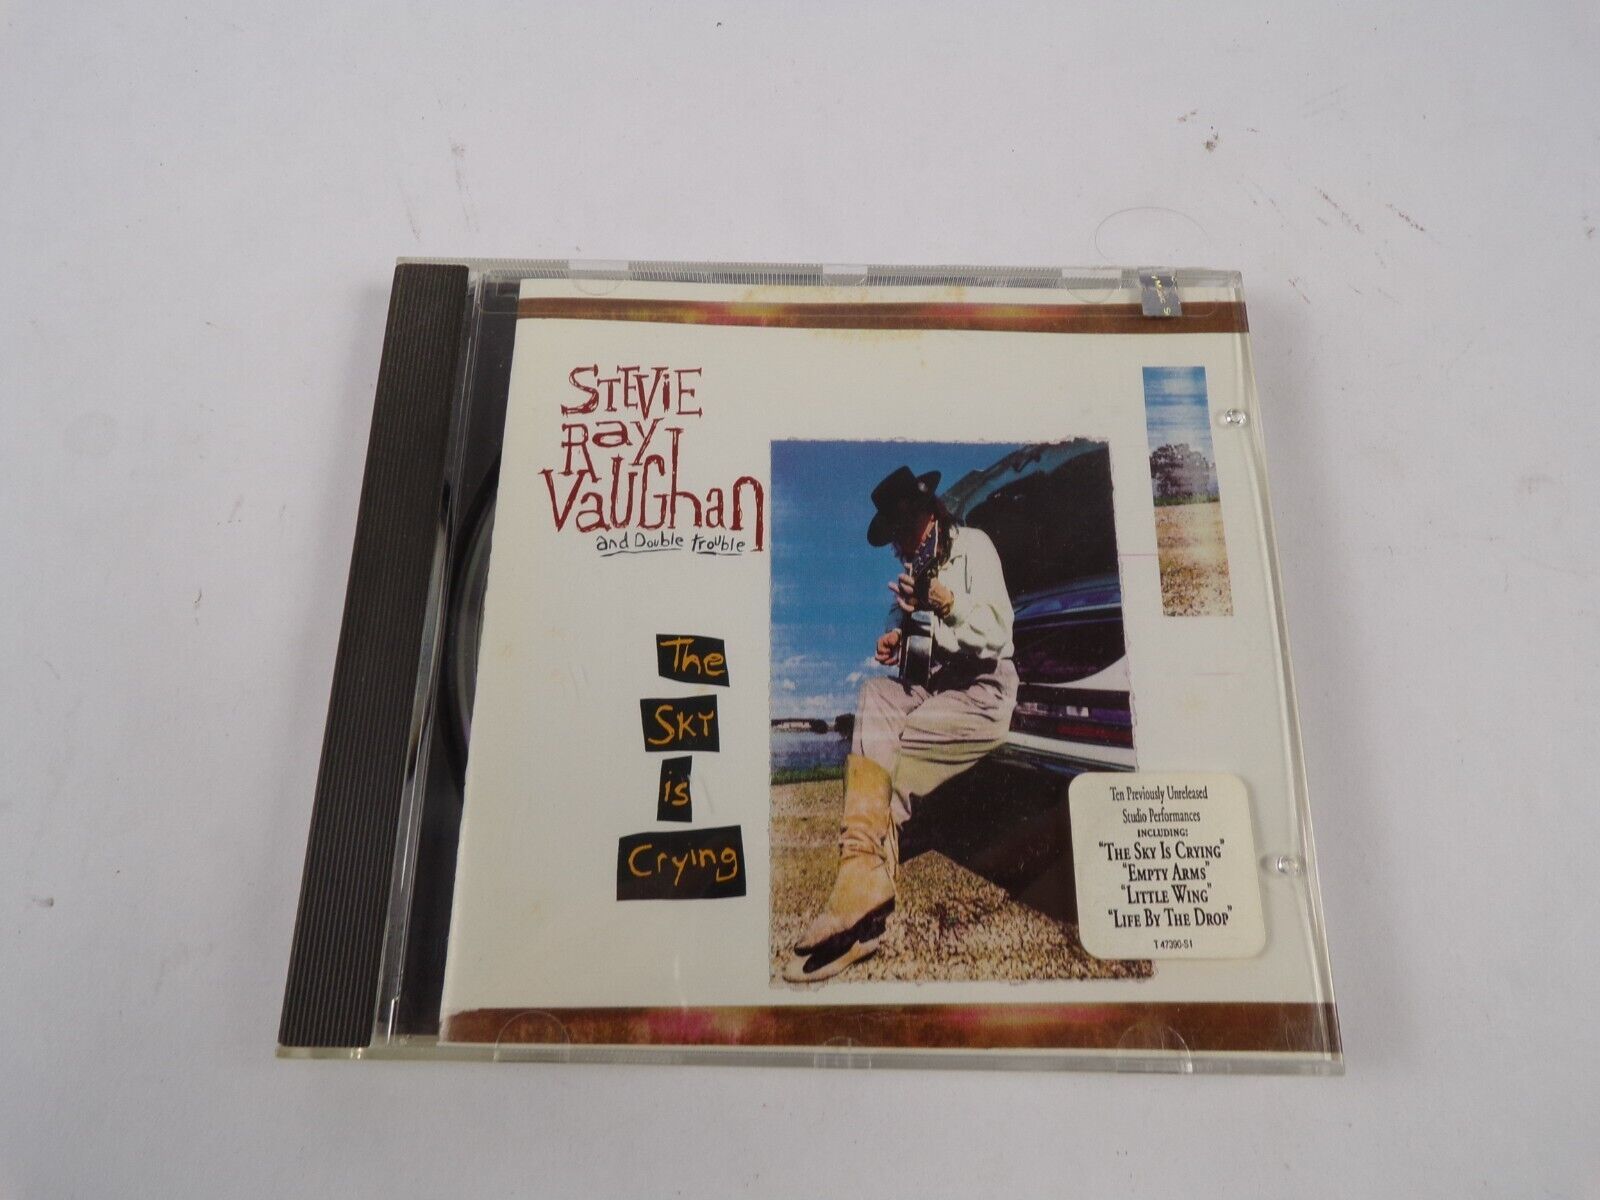 STEViE
Ray
Vaughan
and Double trouble
The
SKY
is
Crying
Ten Previously Unreleased
Studio Performances
INCLUDING:
"THE SKY IS CRYING"
"EMPTY ARMS"
"LITTLE WING"
"LIFE BY THE DROP"
T 47390-S1